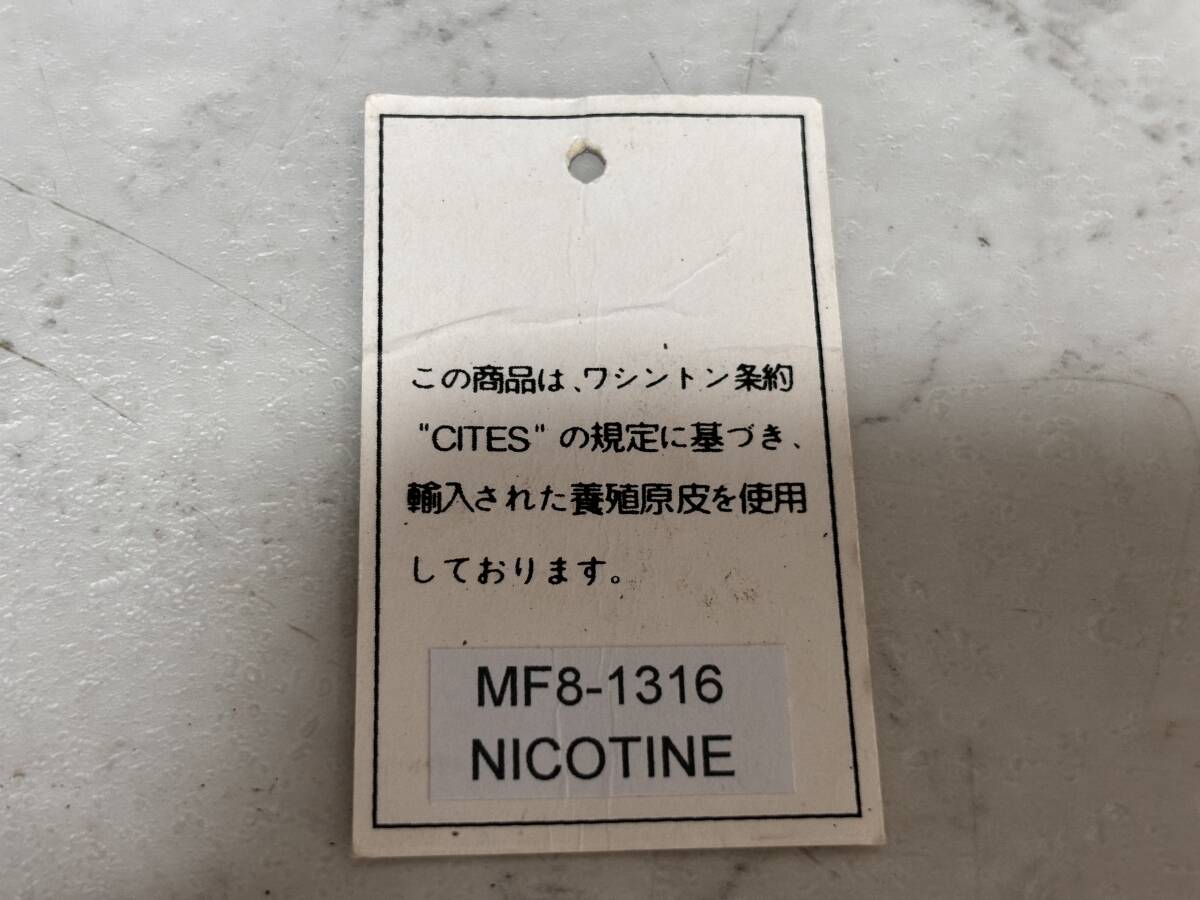 この商品は、ワシントン条約
"CITES"の規定に基づき、
輸入された養殖原皮を使用
しております。
MF8-1316
NICOTINE